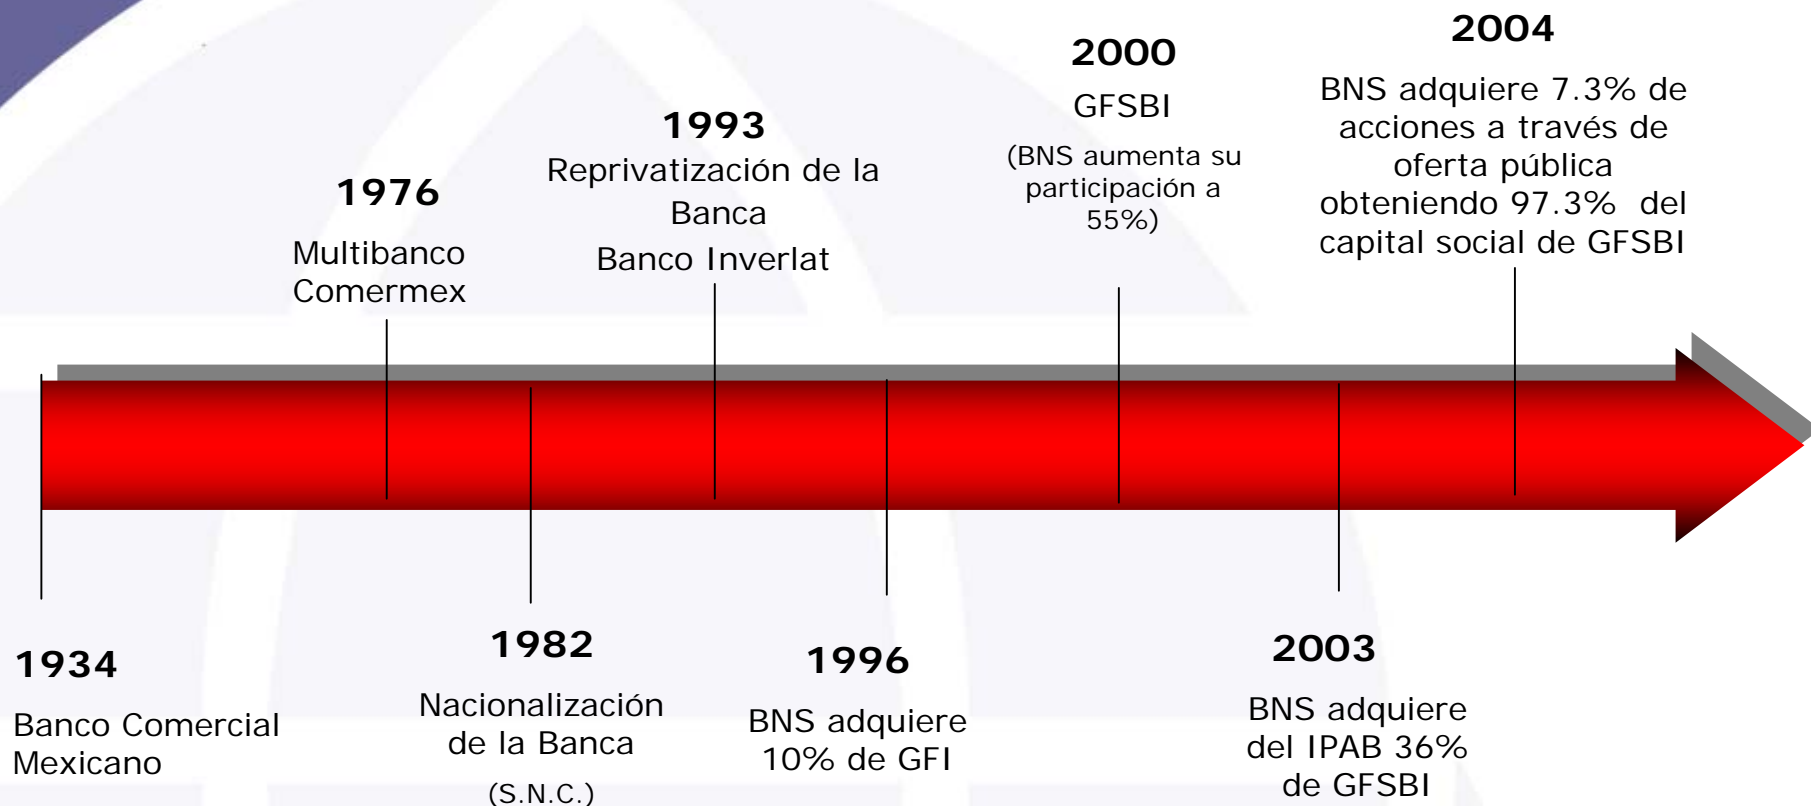 1934
Banco Comercial
Mexicano
1976
Multibanco
Comermex
1982
Nacionalización
de la Banca
(S.N.C.)
1993
Reprivatización de la
Banca
Banco Inverlat
1996
BNS adquiere
10% de GFI
2000
GFSBI
(BNS aumenta su
participación a
55%)
2003
BNS adquiere
del IPAB 36%
de GFSBI
2004
BNS adquiere 7.3% de
acciones a través de
oferta pública
obteniendo 97.3% del
capital social de GFSBI